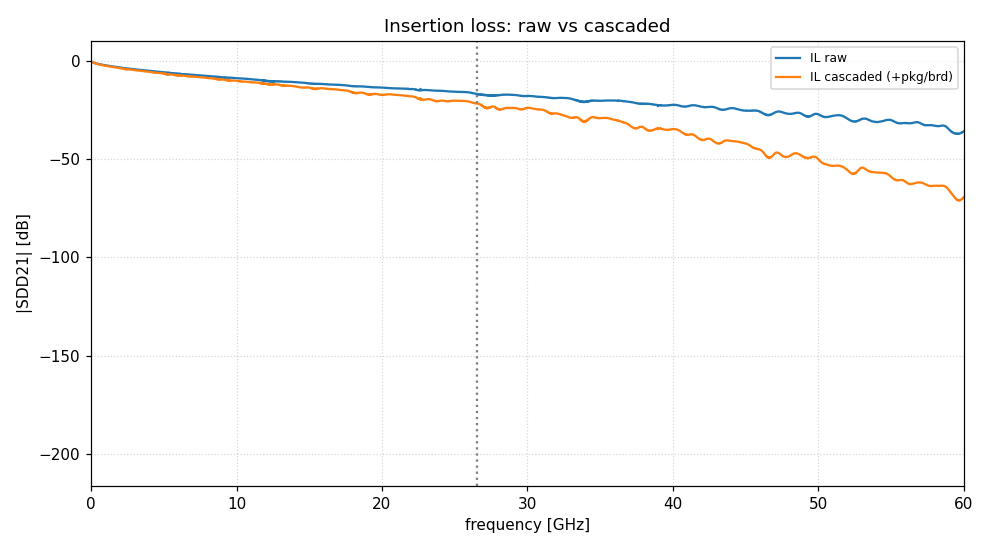 Insertion loss: raw vs cascaded
IL raw
IL cascaded (+pkg/brd)
|SDD21| [dB]
0
−50
−100
−150
−200
0 10 20 30 40 50 60
frequency [GHz]